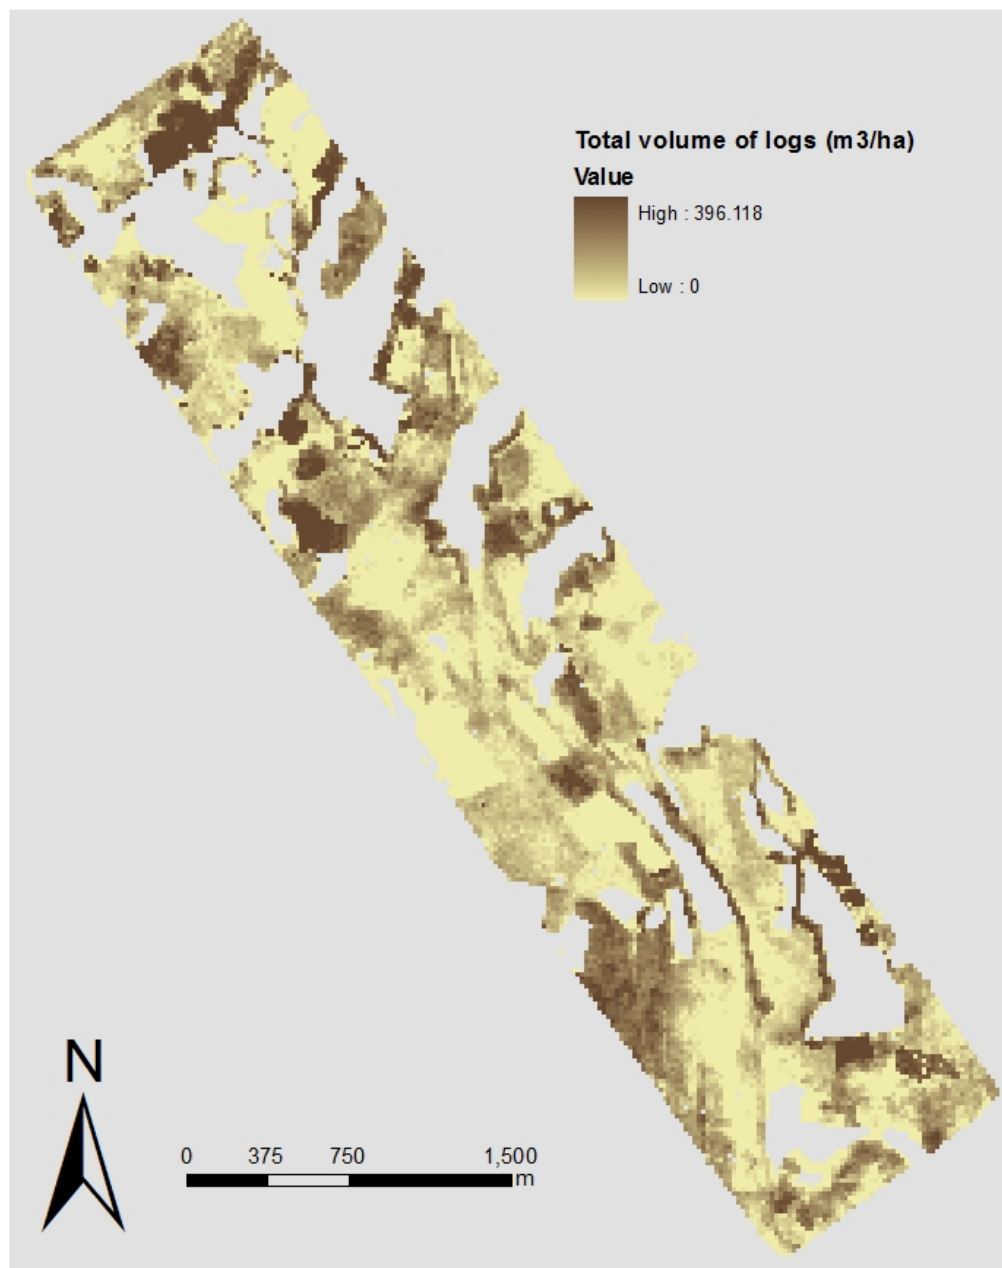 Total volume of logs (m3/ha)
Value
High : 396.118
Low : 0
N
0 375 750 1,500
m